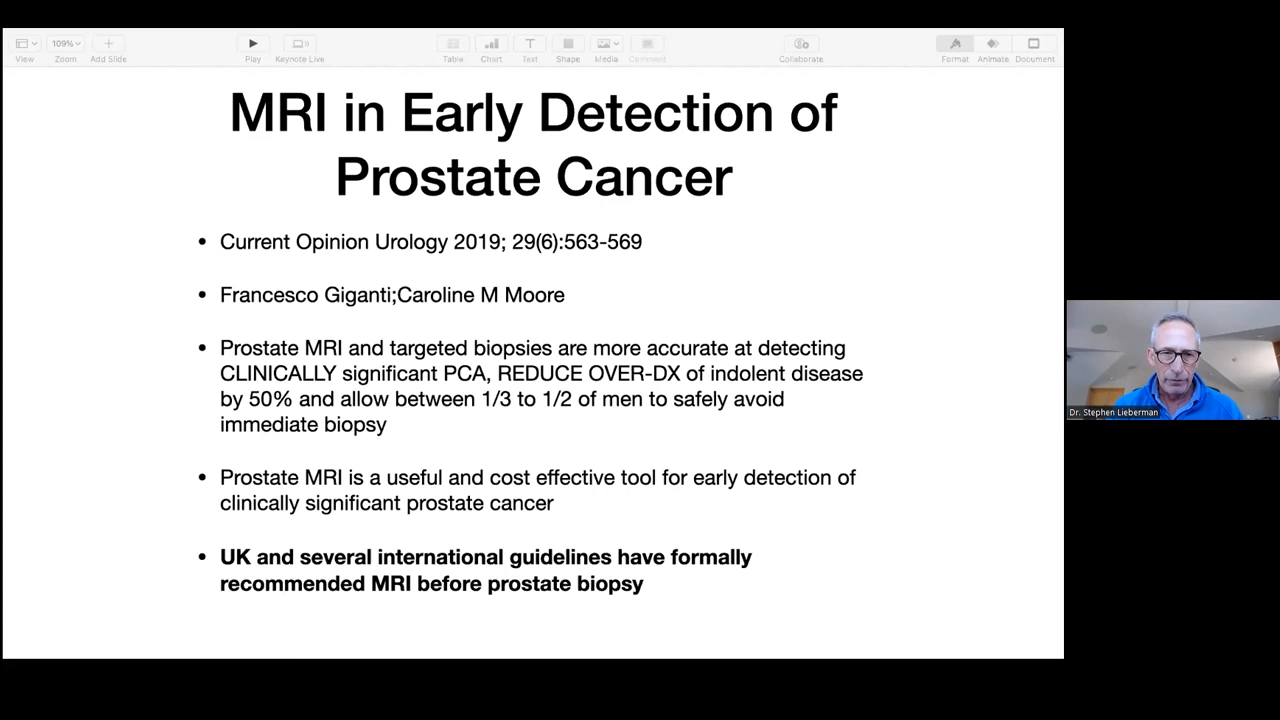 109%
View
Zoom
Add Slide
Play
Keynote Live
Table
Chart
Text
Shape
Media
Comment
Collaborate
Format
Animate
Document
MRI in Early Detection of
Prostate Cancer
• Current Opinion Urology 2019; 29(6):563-569
• Francesco Giganti;Caroline M Moore
• Prostate MRI and targeted biopsies are more accurate at detecting
CLINICALLY significant PCA, REDUCE OVER-DX of indolent disease
by 50% and allow between 1/3 to 1/2 of men to safely avoid
immediate biopsy
• Prostate MRI is a useful and cost effective tool for early detection of
clinically significant prostate cancer
• UK and several international guidelines have formally
recommended MRI before prostate biopsy
Dr. Stephen Lieberman